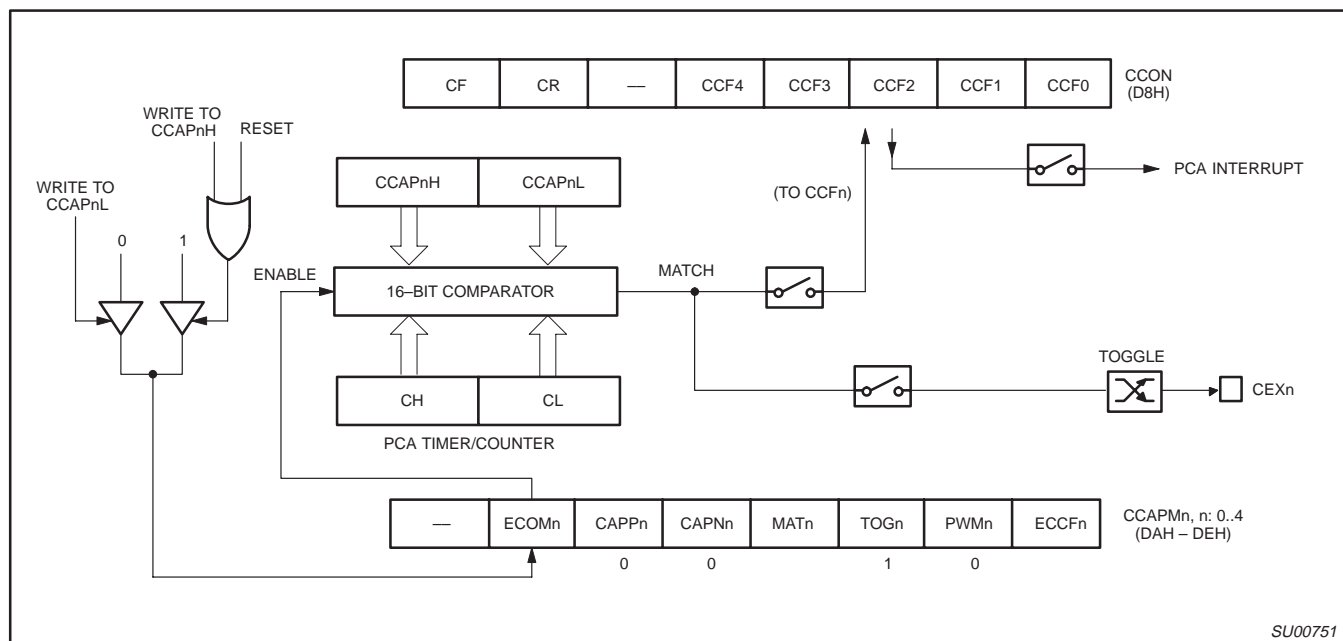 CF CR — CCF4 CCF3 CCF2 CCF1 CCF0
CCON
(D8H)
WRITE TO
CCAPnH
RESET
CCAPnH CCAPnL
PCA INTERRUPT
WRITE TO
CCAPnL
(TO CCFn)
0 1
ENABLE
16–BIT COMPARATOR
MATCH
TOGGLE
CH CL
CEXn
PCA TIMER/COUNTER
— ECOMn CAPPn CAPNn MATn TOGn PWMn ECCFn
CCAPMn, n: 0..4
(DAH – DEH)
0 0 1 0
SU00751